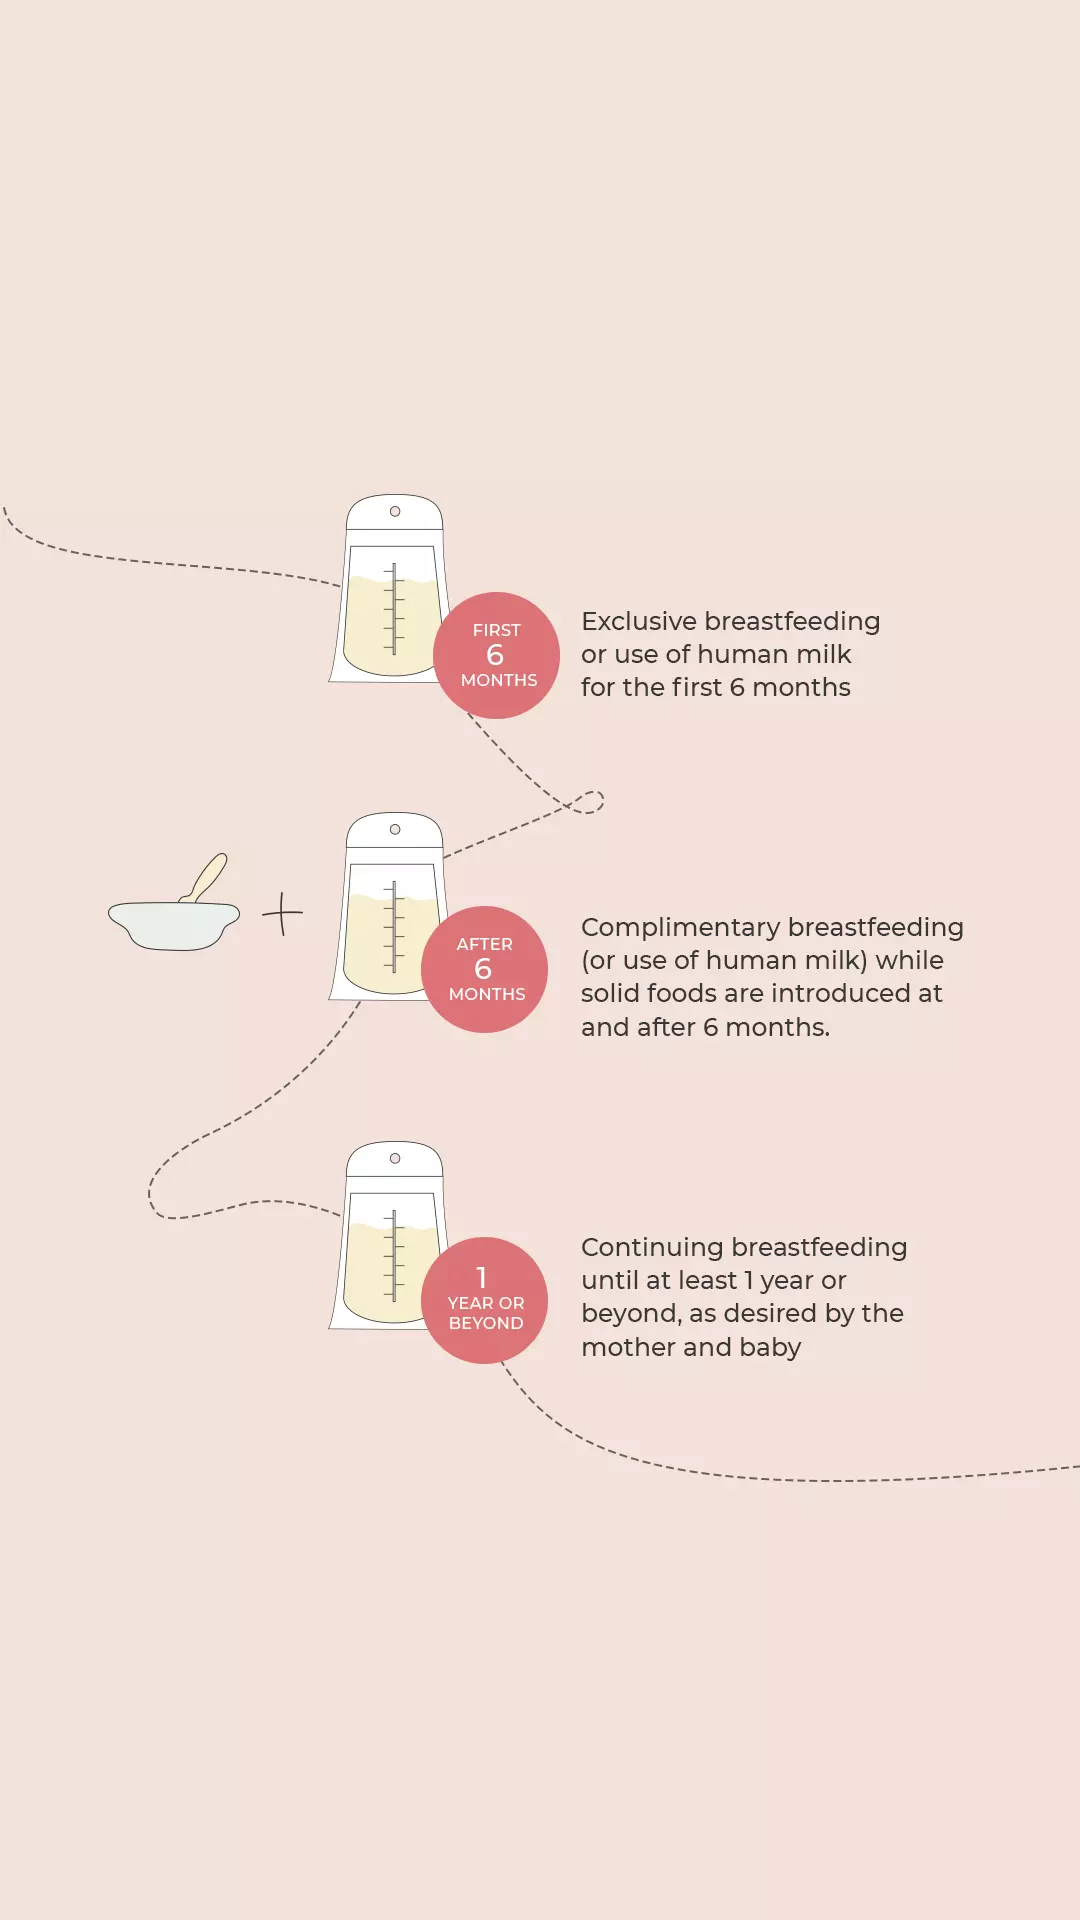 FIRST
6
MONTHS
Exclusive breastfeeding
or use of human milk
for the first 6 months
AFTER
6
MONTHS
Complimentary breastfeeding
(or use of human milk) while
solid foods are introduced at
and after 6 months.
1
YEAR OR
BEYOND
Continuing breastfeeding
until at least 1 year or
beyond, as desired by the
mother and baby